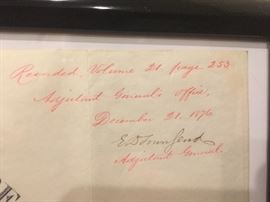 Recorded, Volume 21. page 253.
Adjutant General's Office,
December 21. 1876
E D Townsend
Adjutant General.